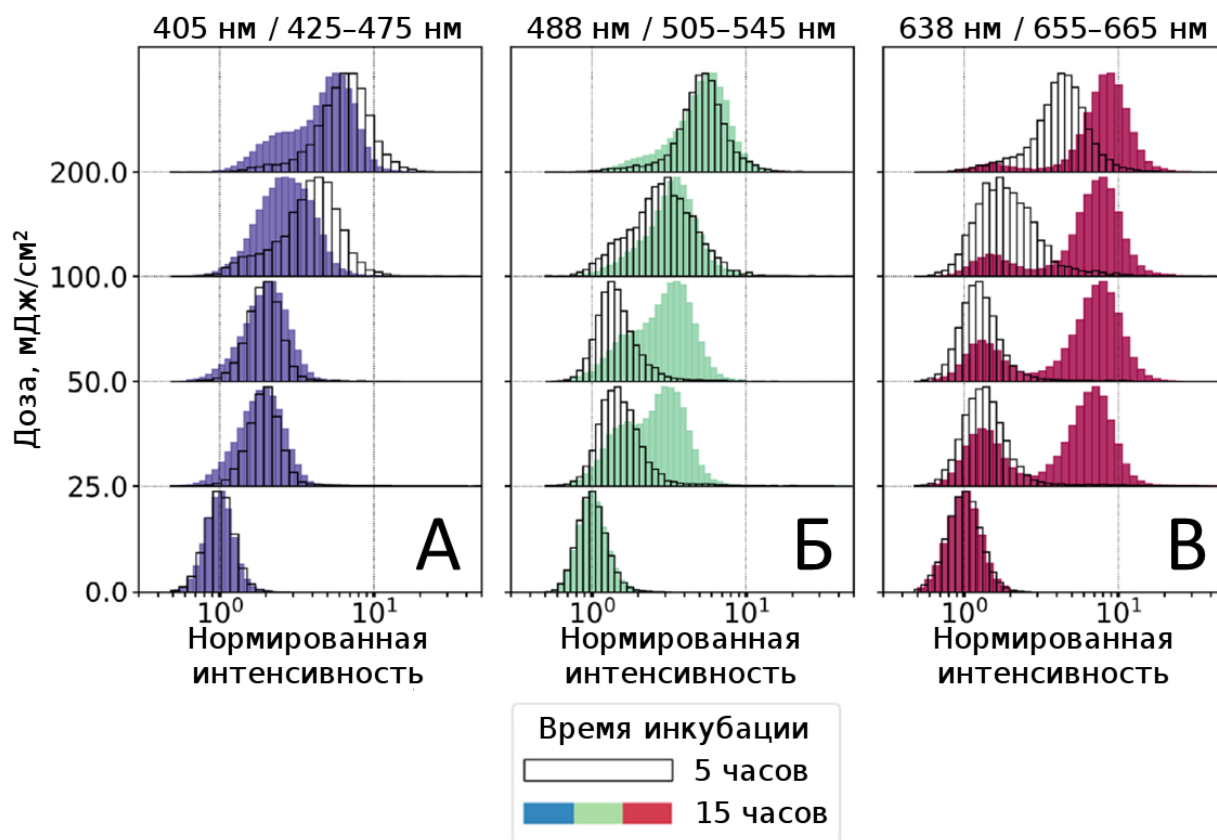 405 нм / 425–475 нм
488 нм / 505–545 нм
638 нм / 655–665 нм
Доза, мДж/см²
200.0
100.0
50.0
25.0
0.0
А
Б
В
10⁰ 10¹
10⁰ 10¹
10⁰ 10¹
Нормированная
интенсивность
Нормированная
интенсивность
Нормированная
интенсивность
Время инкубации
5 часов
15 часов